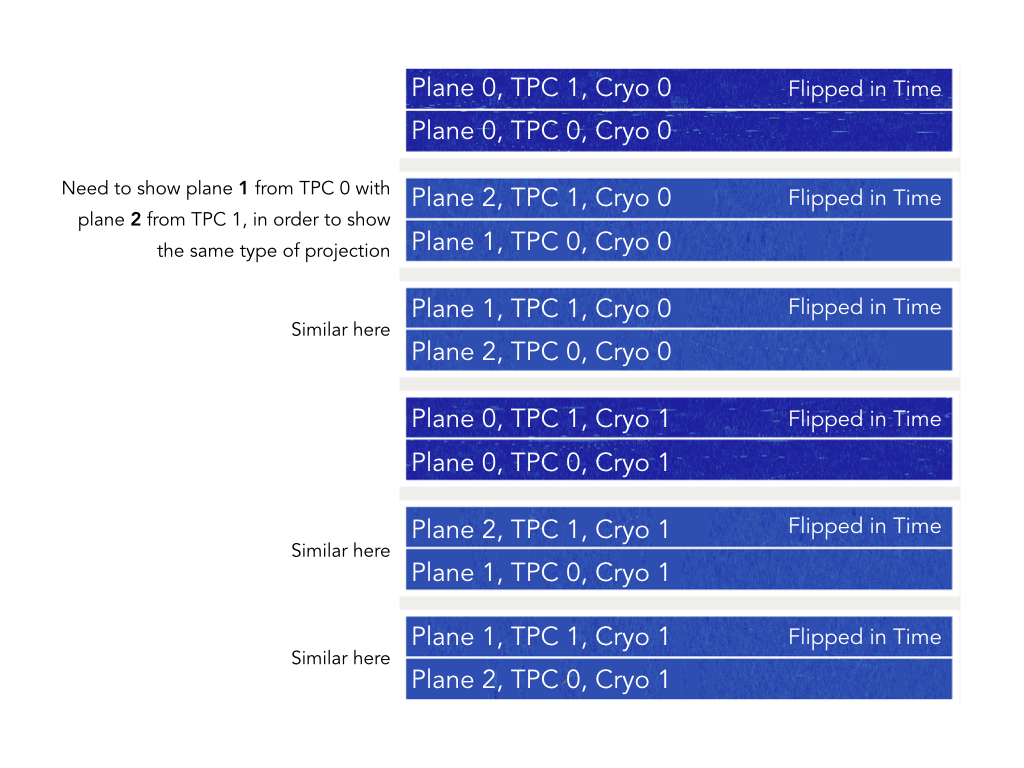 Plane 0, TPC 1, Cryo 0 Flipped in Time
Plane 0, TPC 0, Cryo 0
Need to show plane 1 from TPC 0 with
plane 2 from TPC 1, in order to show
the same type of projection
Plane 2, TPC 1, Cryo 0 Flipped in Time
Plane 1, TPC 0, Cryo 0
Similar here
Plane 1, TPC 1, Cryo 0 Flipped in Time
Plane 2, TPC 0, Cryo 0
Plane 0, TPC 1, Cryo 1 Flipped in Time
Plane 0, TPC 0, Cryo 1
Similar here
Plane 2, TPC 1, Cryo 1 Flipped in Time
Plane 1, TPC 0, Cryo 1
Similar here
Plane 1, TPC 1, Cryo 1 Flipped in Time
Plane 2, TPC 0, Cryo 1